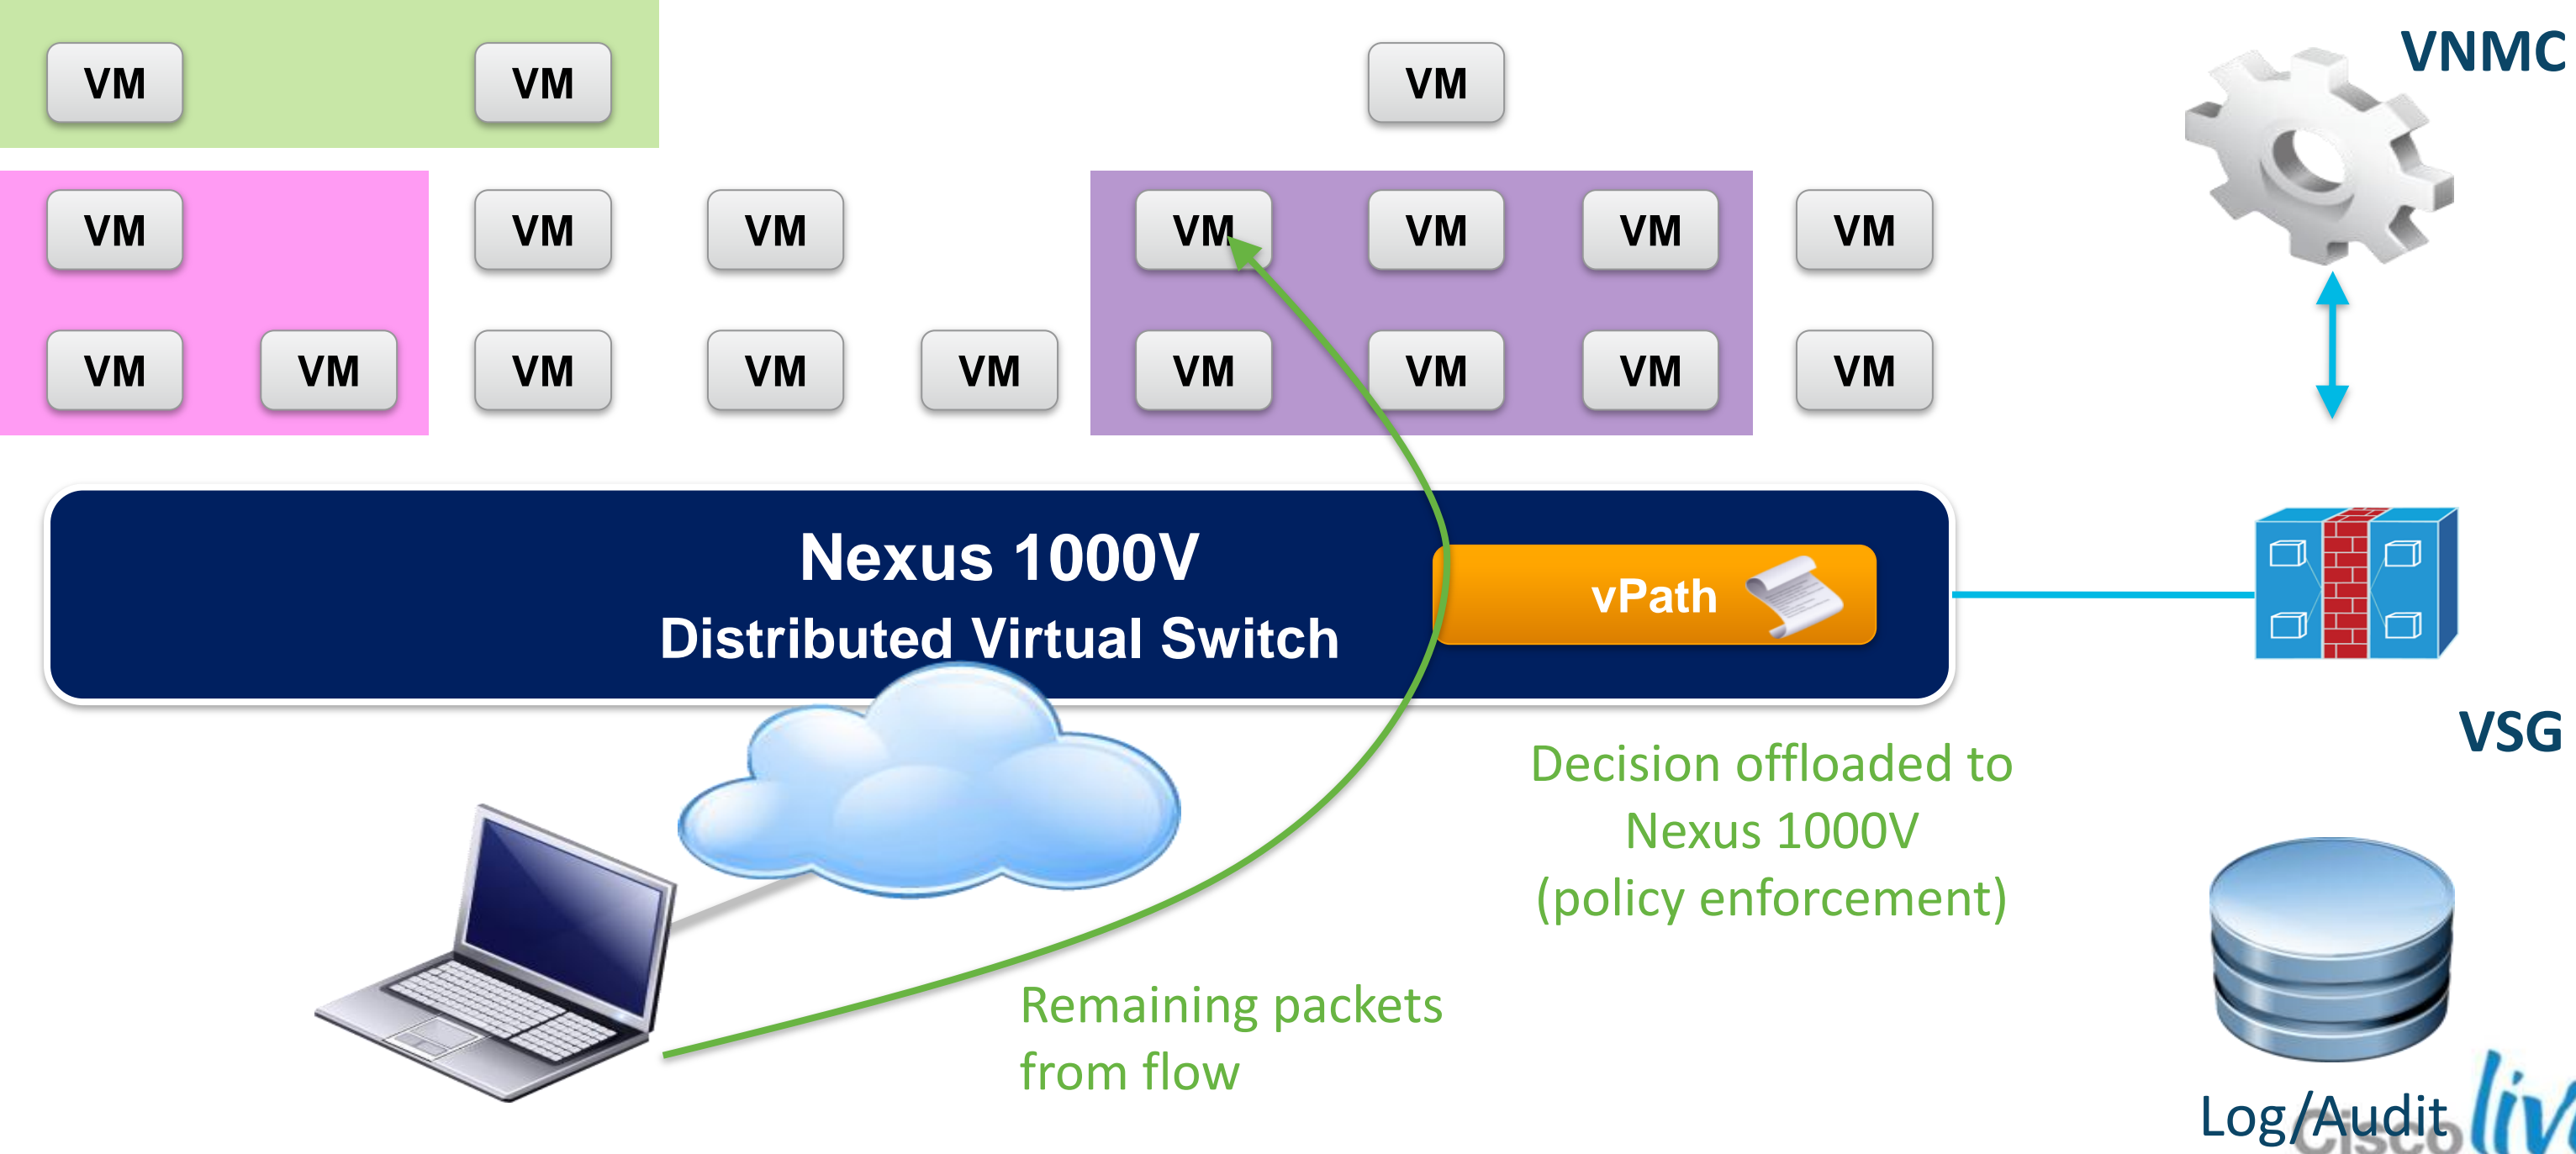 VM VM VM VNMC
VM VM VM VM VM VM VM
VM VM VM VM VM VM VM VM VM
Nexus 1000V
Distributed Virtual Switch
vPath
VSG
Decision offloaded to
Nexus 1000V
(policy enforcement)
Remaining packets
from flow
Log/Audit
Cisco